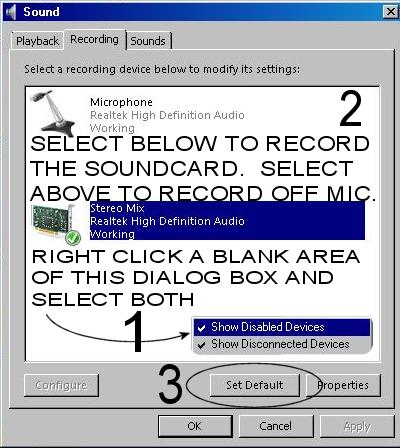 Sound
Playback Recording Sounds
Select a recording device below to modify its settings:
Microphone
Realtek High Definition Audio
Working
2
SELECT BELOW TO RECORD
THE SOUNDCARD. SELECT
ABOVE TO RECORD OFF MIC.
Stereo Mix
Realtek High Definition Audio
Working
RIGHT CLICK A BLANK AREA
OF THIS DIALOG BOX AND
SELECT BOTH
1
Show Disabled Devices
Show Disconnected Devices
3
Configure Set Default Properties
OK Cancel Apply